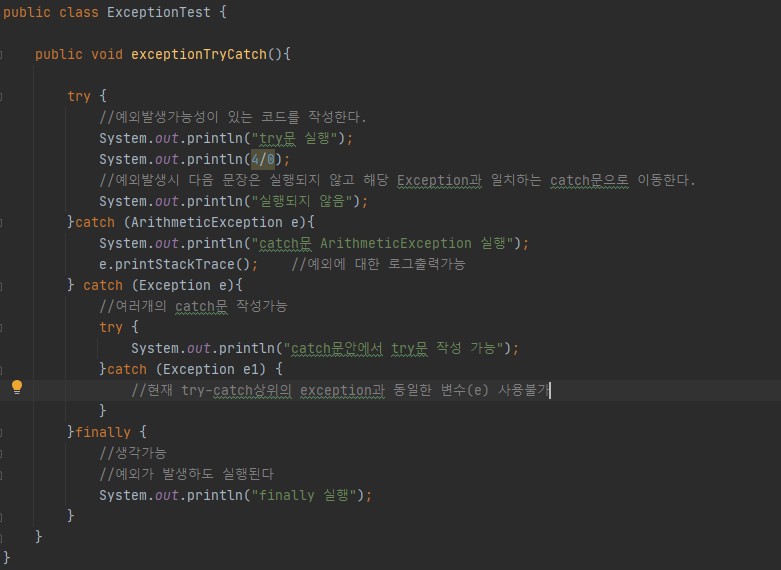 public class ExceptionTest {
public void exceptionTryCatch(){
try {
//예외발생가능성이 있는 코드를 작성한다.
System.out.println("try문 실행");
System.out.println(4/0);
//예외발생시 다음 문장은 실행되지 않고 해당 Exception과 일치하는 catch문으로 이동한다.
System.out.println("실행되지 않음");
}catch (ArithmeticException e){
System.out.println("catch문 ArithmeticException 실행");
e.printStackTrace(); //예외에 대한 로그출력가능
} catch (Exception e){
//여러개의 catch문 작성가능
try {
System.out.println("catch문안에서 try문 작성 가능");
}catch (Exception e1) {
//현재 try-catch상위의 exception과 동일한 변수(e) 사용불가
}
}finally {
//생각가능
//예외가 발생하도 실행된다
System.out.println("finally 실행");
}
}
}